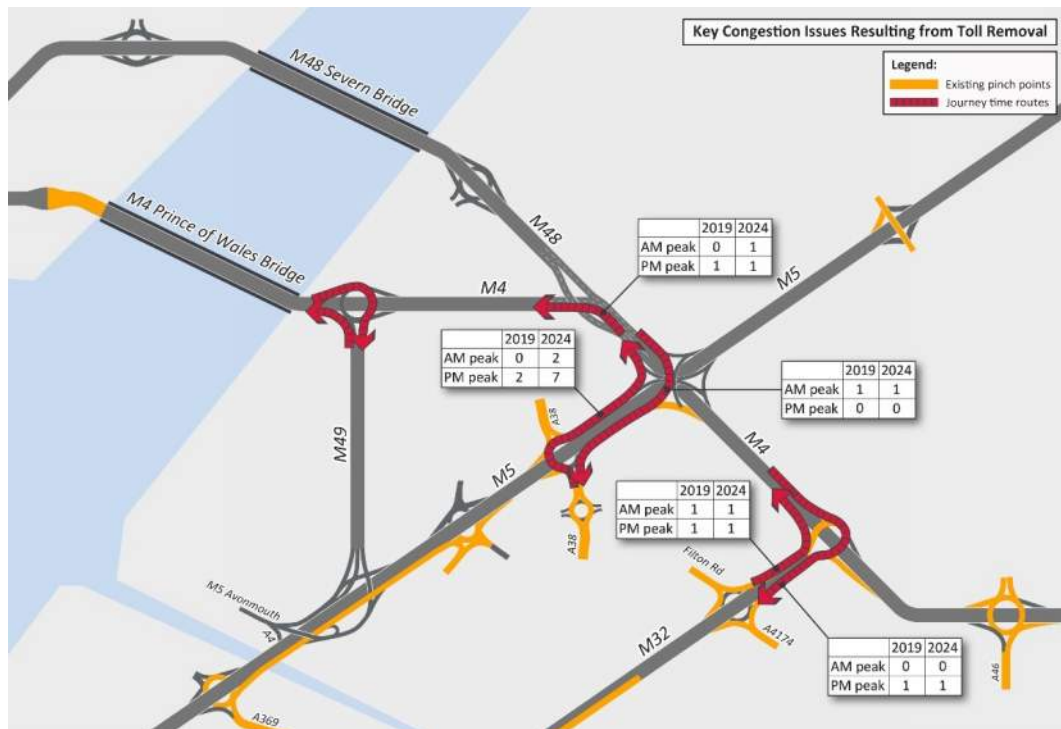 Key Congestion Issues Resulting from Toll Removal
Legend:
Existing pinch points
Journey time routes
M48 Severn Bridge
M4 Prince of Wales Bridge
M48
M5
2019 2024
AM peak 0 1
PM peak 1 1
M4
2019 2024
AM peak 0 2
PM peak 2 7
2019 2024
AM peak 1 1
PM peak 0 0
A38
M49
M5
M4
2019 2024
AM peak 1 1
PM peak 1 1
A38
Filton Rd
M5 Avonmouth
A4
A4174
M32
2019 2024
AM peak 0 0
PM peak 1 1
A46
A369